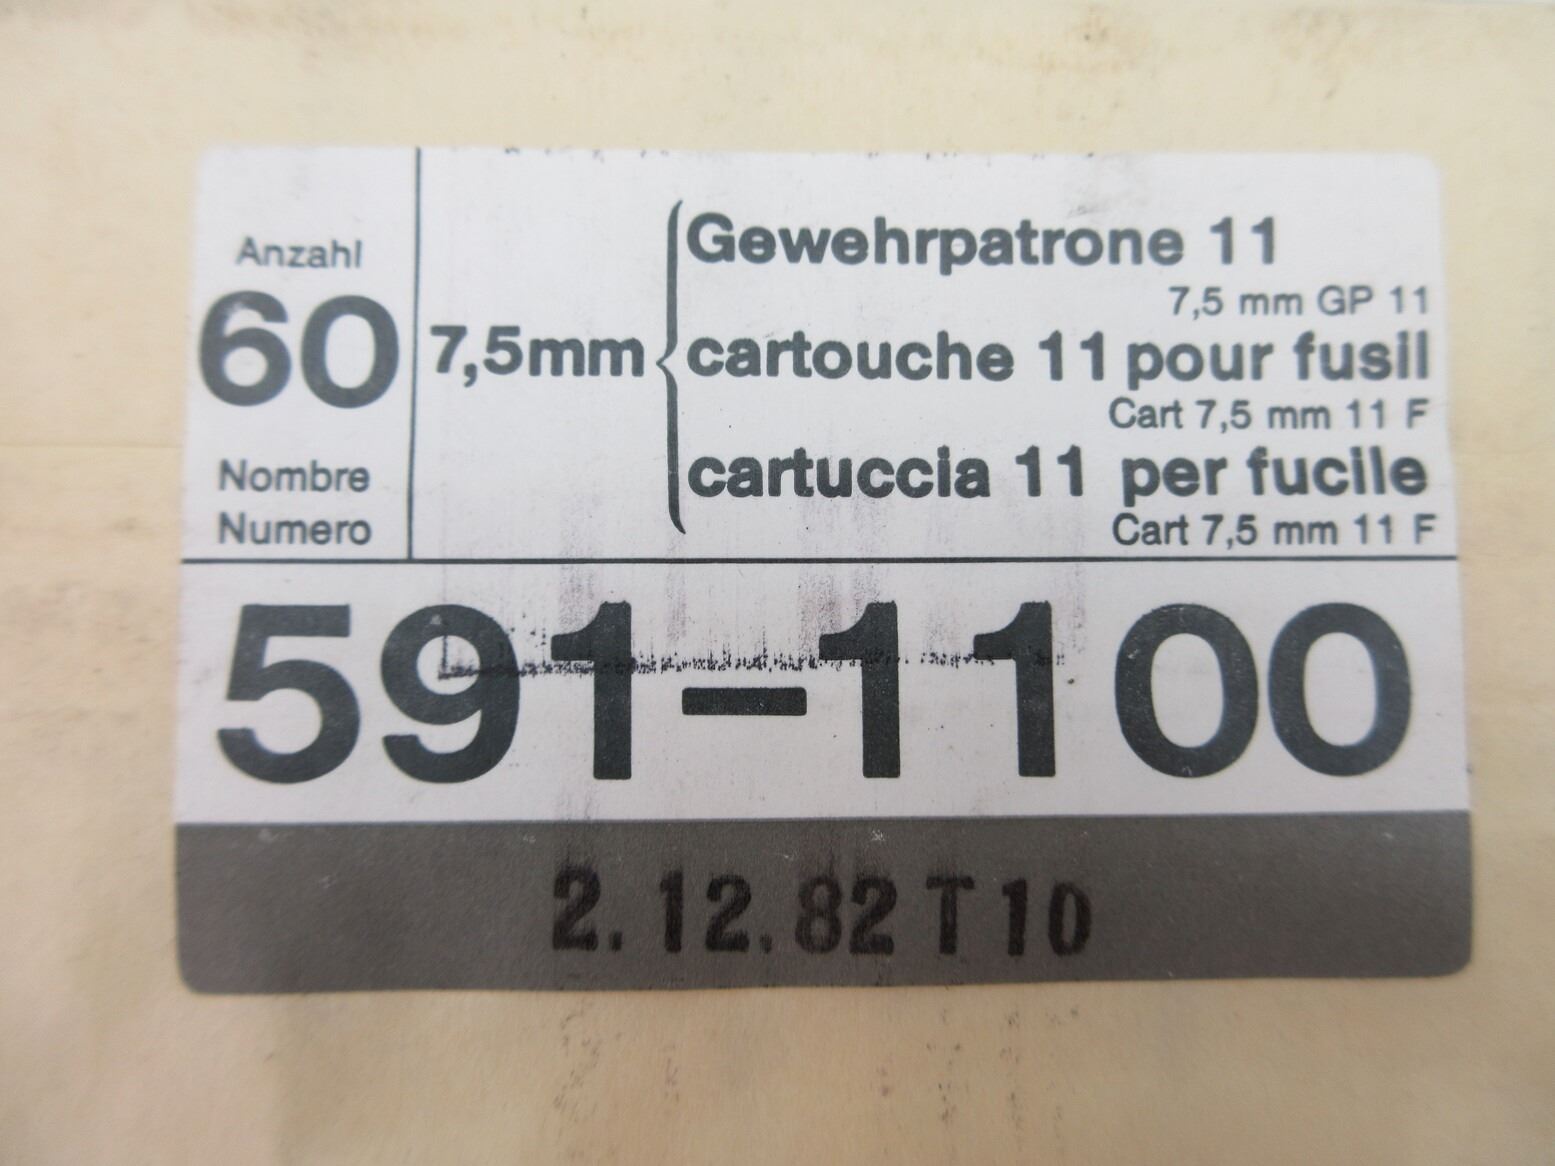 Anzahl
60
Nombre
Numero
7,5mm
Gewehrpatrone 11
7,5 mm GP 11
cartouche 11 pour fusil
Cart 7,5 mm 11 F
cartuccia 11 per fucile
Cart 7,5 mm 11 F
591-1100
2.12.82 T 10